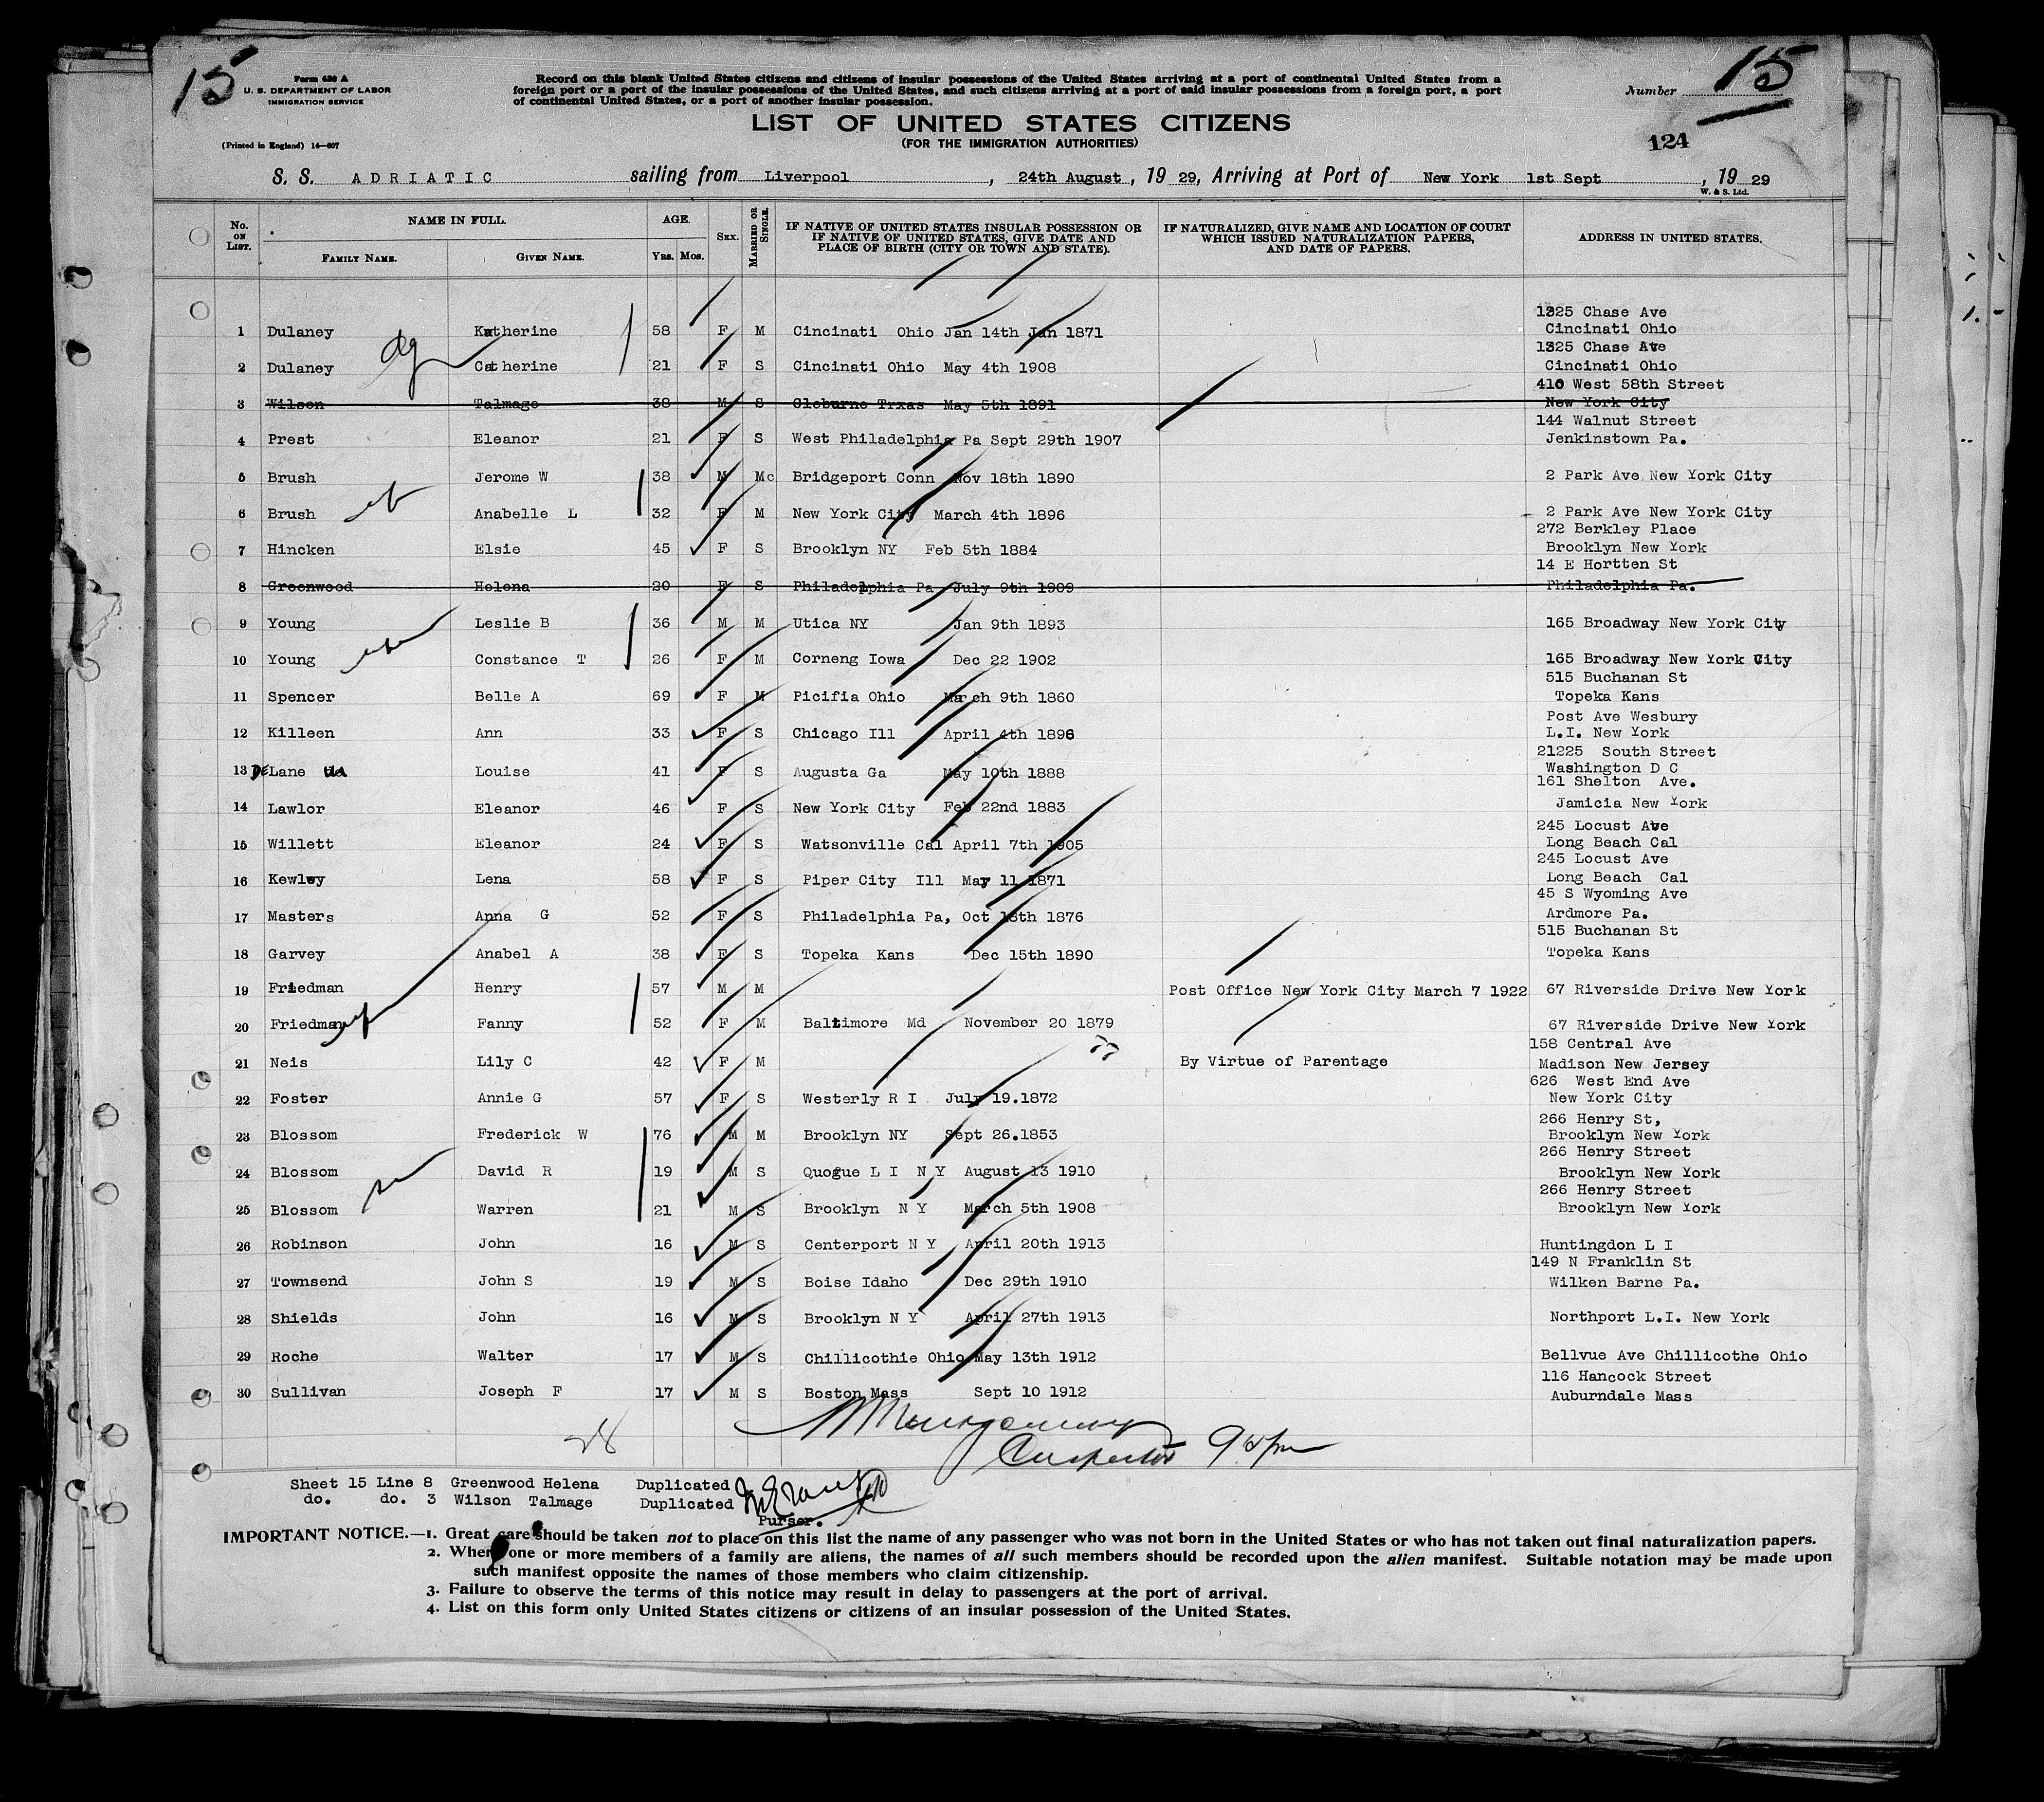 15
Form 630 A
U. S. DEPARTMENT OF LABOR
IMMIGRATION SERVICE
(Printed in England) 14—607
Record on this blank United States citizens and citizens of insular possessions of the United States arriving at a port of continental United States from a
foreign port or a port of the insular possessions of the United States, and such citizens arriving at a port of said insular possessions from a foreign port, a port
of continental United States, or a port of another insular possession.
Number 15
LIST OF UNITED STATES CITIZENS
(FOR THE IMMIGRATION AUTHORITIES)
124
S. S. ADRIATIC sailing from Liverpool, 24th August, 19 29, Arriving at Port of New York 1st Sept, 19 29
W. & S. Ltd.
No. ON LIST. NAME IN FULL. FAMILY NAME. GIVEN NAME. AGE. YRS. MOS. SEX. MARRIED OR SINGLE. IF NATIVE OF UNITED STATES INSULAR POSSESSION OR IF NATIVE OF UNITED STATES, GIVE DATE AND PLACE OF BIRTH (CITY OR TOWN AND STATE). IF NATURALIZED, GIVE NAME AND LOCATION OF COURT WHICH ISSUED NATURALIZATION PAPERS, AND DATE OF PAPERS. ADDRESS IN UNITED STATES.
1325 Chase Ave
1 Dulaney Katherine 58 F M Cincinati Ohio Jan 14th Jan 1871 Cincinati Ohio
1325 Chase Ave
2 Dulaney Catherine 21 F S Cincinati Ohio May 4th 1908 Cincinati Ohio
410 West 58th Street
3 Wilson Talmage 38 M S Cleburne Trxas May 5th 1891 New York City
144 Walnut Street
4 Prest Eleanor 21 F S West Philadelphia Pa Sept 29th 1907 Jenkinstown Pa.
5 Brush Jerome W 38 M Mc Bridgeport Conn Nov 18th 1890 2 Park Ave New York City
6 Brush Anabelle L 32 F M New York City March 4th 1896 2 Park Ave New York City
272 Berkley Place
7 Hincken Elsie 45 F S Brooklyn NY Feb 5th 1884 Brooklyn New York
14 E Hortten St
8 Greenwood Helena 20 F S Philadelphia Pa July 9th 1909 Philadelphia Pa.
9 Young Leslie B 36 M M Utica NY Jan 9th 1893 165 Broadway New York City
10 Young Constance T 26 F M Corneng Iowa Dec 22 1902 165 Broadway New York City
515 Buchanan St
11 Spencer Belle A 69 F M Picifia Ohio March 9th 1860 Topeka Kans
Post Ave Wesbury
12 Killeen Ann 33 F S Chicago Ill April 4th 1896 L.I. New York
21225 South Street
13 DE Lane Louise 41 F S Augusta Ga May 10th 1888 Washington D C
161 Shelton Ave.
14 Lawlor Eleanor 46 F S New York City Feb 22nd 1883 Jamicia New York
245 Locust Ave
15 Willett Eleanor 24 F S Watsonville Cal April 7th 1905 Long Beach Cal
245 Locust Ave
16 Kewley Lena 58 F S Piper City Ill May 11 1871 Long Beach Cal
45 S Wyoming Ave
17 Masters Anna G 52 F S Philadelphia Pa, Oct 18th 1876 Ardmore Pa.
515 Buchanan St
18 Garvey Anabel A 38 F S Topeka Kans Dec 15th 1890 Topeka Kans
19 Friedman Henry 57 M M Post Office New York City March 7 1922 67 Riverside Drive New York
20 Friedman Fanny 52 F M Baltimore Md November 20 1879 67 Riverside Drive New York
158 Central Ave
21 Neis Lily C 42 F M By Virtue of Parentage Madison New Jersey
626 West End Ave
22 Foster Annie G 57 F S Westerly R I July 19.1872 New York City
266 Henry St,
23 Blossom Frederick W 76 M M Brooklyn NY Sept 26.1853 Brooklyn New York
266 Henry Street
24 Blossom David R 19 M S Quogue L I N Y August 13 1910 Brooklyn New York
266 Henry Street
25 Blossom Warren 21 M S Brooklyn N Y March 5th 1908 Brooklyn New York
26 Robinson John 16 M S Centerport N Y April 20th 1913 Huntingdon L I
149 N Franklin St
27 Townsend John S 19 M S Boise Idaho Dec 29th 1910 Wilken Barne Pa.
28 Shields John 16 M S Brooklyn N Y April 27th 1913 Northport L.I. New York
29 Roche Walter 17 M S Chillicothie Ohio May 13th 1912 Bellvue Ave Chillicothe Ohio
116 Hancock Street
30 Sullivan Joseph F 17 M S Boston Mass Sept 10 1912 Auburndale Mass
28
Montgomery
Inspector
Sheet 15 Line 8 Greenwood Helena Duplicated
do. do. 3 Wilson Talmage Duplicated
Purser.
IMPORTANT NOTICE.—1. Great care should be taken not to place on this list the name of any passenger who was not born in the United States or who has not taken out final naturalization papers.
2. When one or more members of a family are aliens, the names of all such members should be recorded upon the alien manifest. Suitable notation may be made upon
such manifest opposite the names of those members who claim citizenship.
3. Failure to observe the terms of this notice may result in delay to passengers at the port of arrival.
4. List on this form only United States citizens or citizens of an insular possession of the United States.